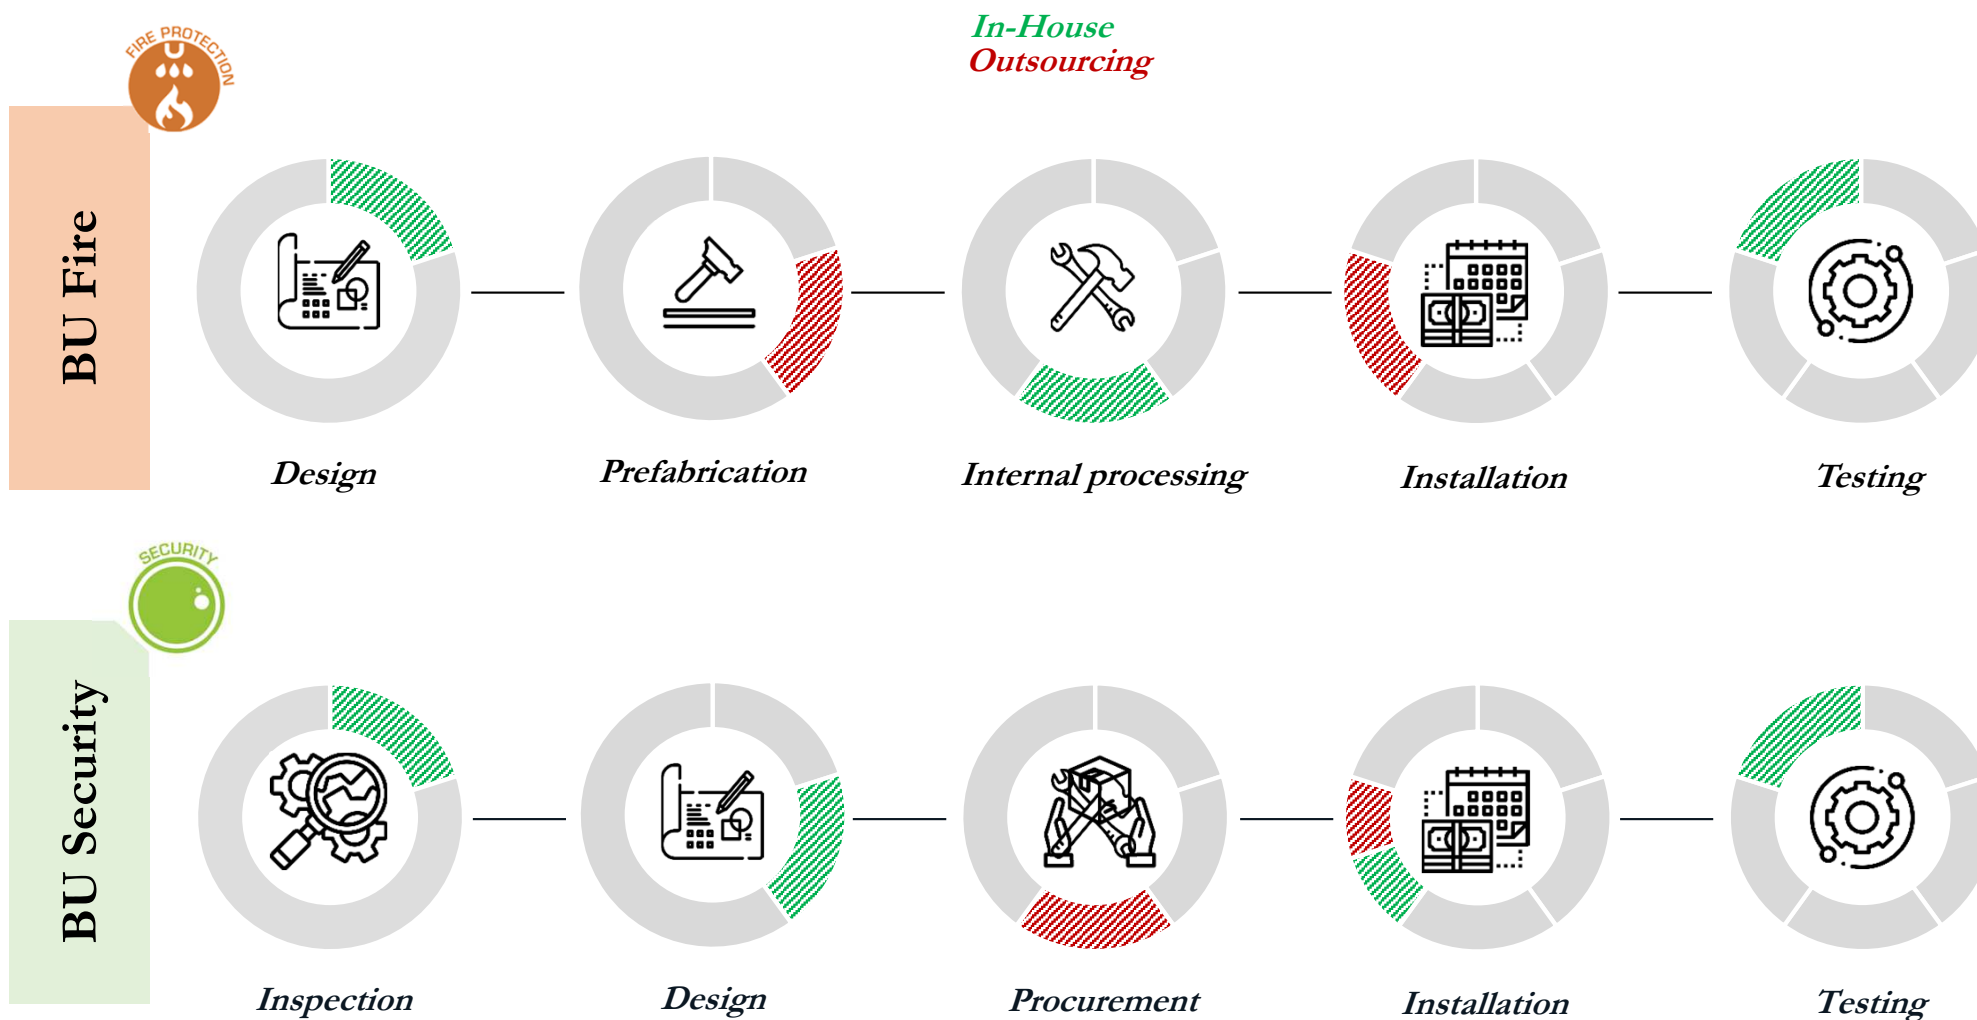 In-House
Outsourcing
FIRE PROTECTION
BU Fire
Design
Prefabrication
Internal processing
Installation
Testing
SECURITY
BU Security
Inspection
Design
Procurement
Installation
Testing